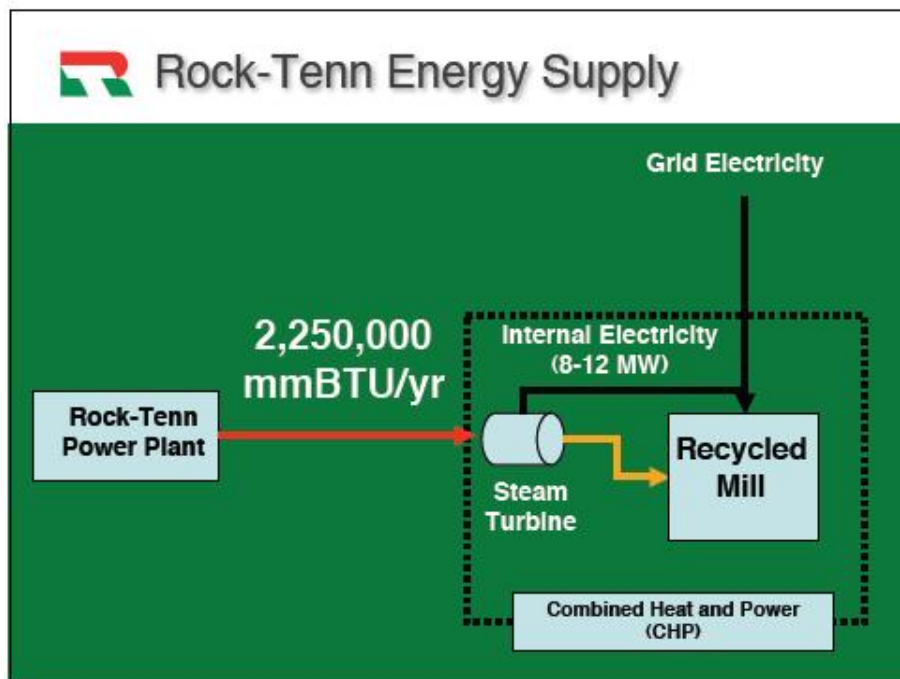 Rock-Tenn Energy Supply
Grid Electricity
2,250,000
mmBTU/yr
Internal Electricity
(8-12 MW)
Rock-Tenn
Power Plant
Steam
Turbine
Recycled
Mill
Combined Heat and Power
(CHP)